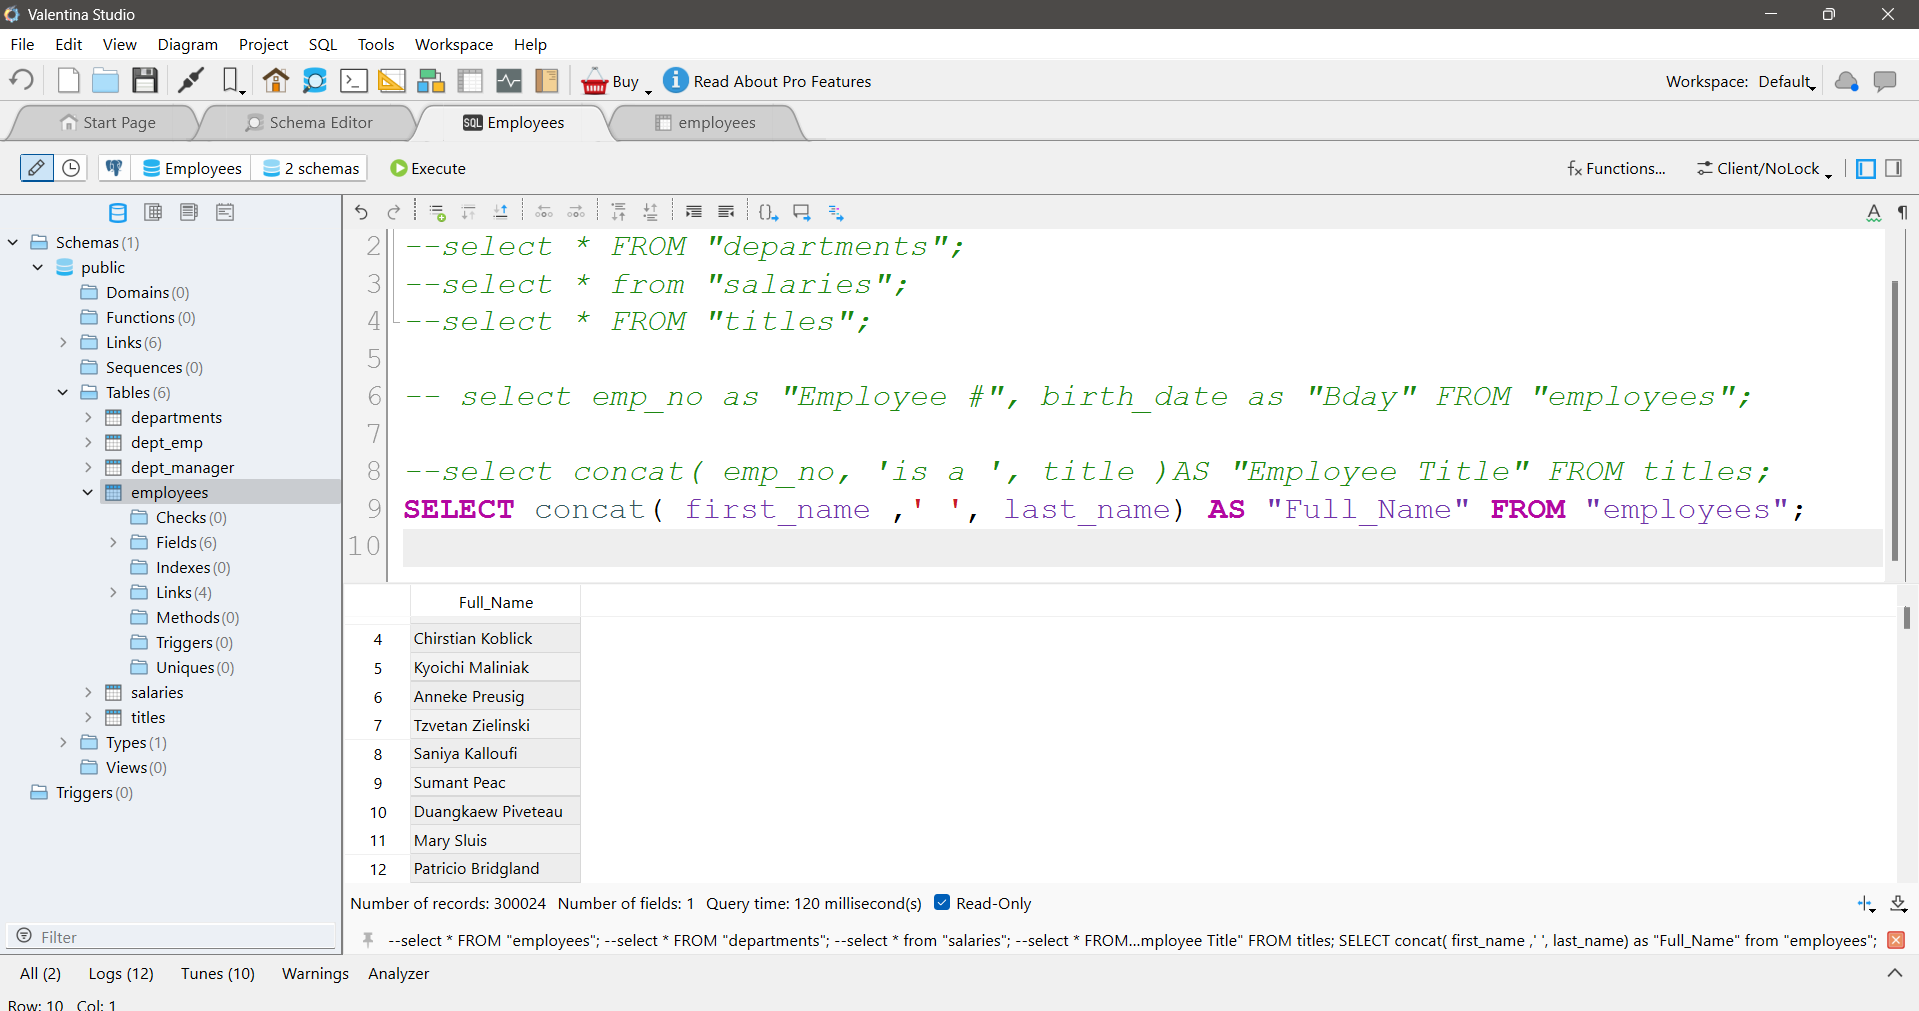 Valentina Studio
File Edit View Diagram Project SQL Tools Workspace Help
Buy Read About Pro Features Workspace: Default
Start Page Schema Editor SQL Employees employees
Employees 2 schemas Execute fx Functions... Client/NoLock
Schemas (1)
public
Domains (0)
Functions (0)
Links (6)
Sequences (0)
Tables (6)
departments
dept_emp
dept_manager
employees
Checks (0)
Fields (6)
Indexes (0)
Links (4)
Methods (0)
Triggers (0)
Uniques (0)
salaries
titles
Types (1)
Views (0)
Triggers (0)
Filter
A ¶
2 --select * FROM "departments";
3 --select * from "salaries";
4 --select * FROM "titles";
5
6 -- select emp_no as "Employee #", birth_date as "Bday" FROM "employees";
7
8 --select concat( emp_no, 'is a ', title )AS "Employee Title" FROM titles;
9 SELECT concat( first_name ,' ', last_name) AS "Full_Name" FROM "employees";
10
Full_Name
4 Chirstian Koblick
5 Kyoichi Maliniak
6 Anneke Preusig
7 Tzvetan Zielinski
8 Saniya Kalloufi
9 Sumant Peac
10 Duangkaew Piveteau
11 Mary Sluis
12 Patricio Bridgland
Number of records: 300024 Number of fields: 1 Query time: 120 millisecond(s) Read-Only
--select * FROM "employees"; --select * FROM "departments"; --select * from "salaries"; --select * FROM...mployee Title" FROM titles; SELECT concat( first_name ,' ', last_name) as "Full_Name" from "employees";
All (2) Logs (12) Tunes (10) Warnings Analyzer
Row: 10 Col: 1